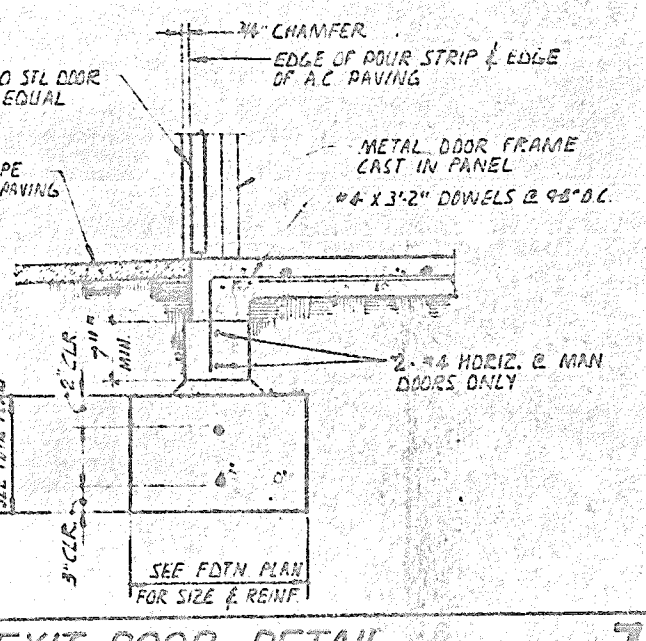 3/4" CHAMFER
EDGE OF POUR STRIP & EDGE
OF A.C. PAVING
O STL DOOR
EQUAL
METAL DOOR FRAME
CAST IN PANEL
PE
PAVING
#4 X 3'-2" DOWELS @ 48" O.C.
7"
MIN.
2" CLR
2-#4 HORIZ. @ MAN
DOORS ONLY
3" CLR.
SEE FDTN PLAN
FOR SIZE & REINF.
EXIT DOOR DETAIL